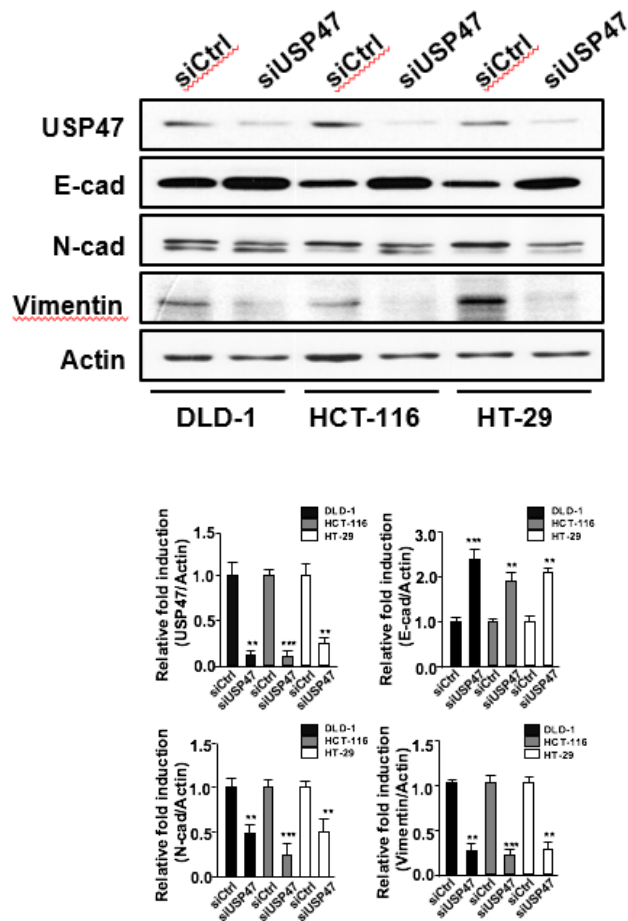 siCtrl siUSP47 siCtrl siUSP47 siCtrl siUSP47
USP47
E-cad
N-cad
Vimentin
Actin
DLD-1 HCT-116 HT-29
Relative fold induction
(USP47/Actin)
DLD-1
HCT-116
HT-29
1.5
1.0
0.5
0.0
** *** **
siCtrl siUSP47 siCtrl siUSP47 siCtrl siUSP47
Relative fold induction
(E-cad/Actin)
DLD-1
HCT-116
HT-29
3.0
2.0
1.0
0.0
*** ** **
siCtrl siUSP47 siCtrl siUSP47 siCtrl siUSP47
Relative fold induction
(N-cad/Actin)
DLD-1
HCT-116
HT-29
1.5
1.0
0.5
0.0
** *** **
siCtrl siUSP47 siCtrl siUSP47 siCtrl siUSP47
Relative fold induction
(Vimentin/Actin)
DLD-1
HCT-116
HT-29
1.5
1.0
0.5
0.0
** *** **
siCtrl siUSP47 siCtrl siUSP47 siCtrl siUSP47